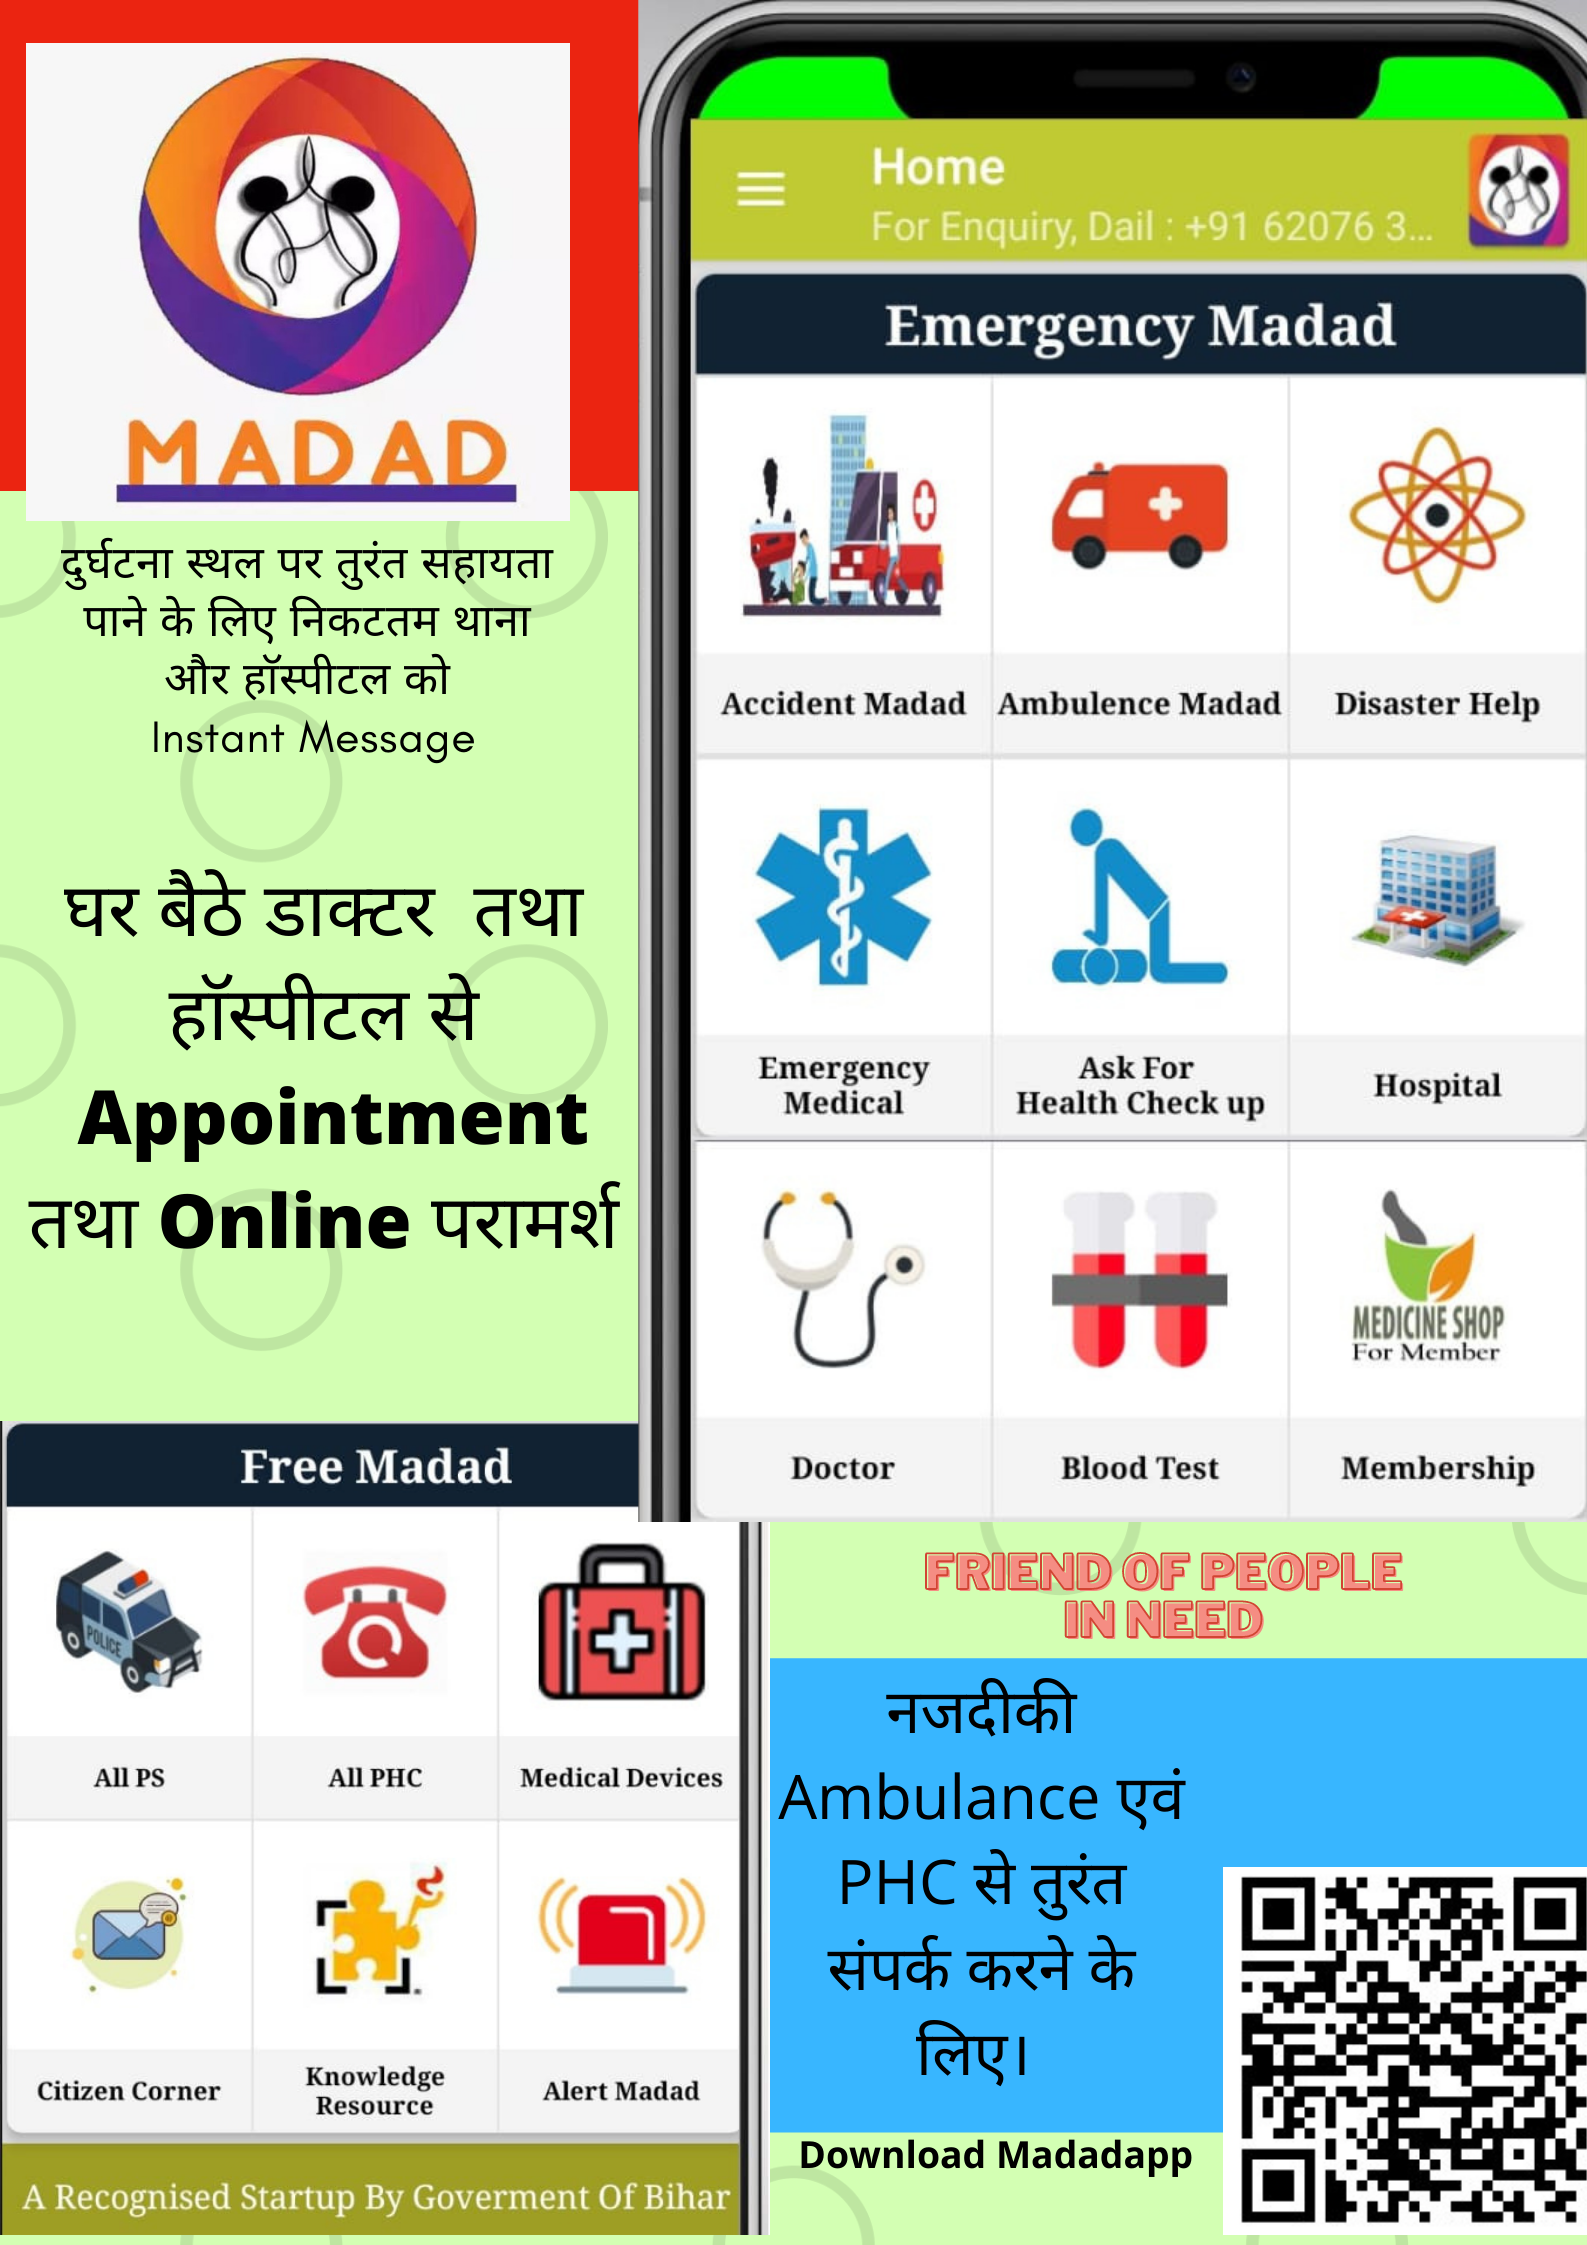 MADAD
दुर्घटना स्थल पर तुरंत सहायता
पाने के लिए निकटतम थाना
और हॉस्पीटल को
Instant Message
घर बैठे डाक्टर तथा
हॉस्पीटल से
Appointment
तथा Online परामर्श
Home
For Enquiry, Dail : +91 62076 3...
Emergency Madad
Accident Madad
Ambulence Madad
Disaster Help
Emergency
Medical
Ask For
Health Check up
Hospital
MEDICINE SHOP
For Member
Doctor
Blood Test
Membership
Free Madad
POLICE
All PS
All PHC
Medical Devices
Citizen Corner
Knowledge
Resource
Alert Madad
A Recognised Startup By Goverment Of Bihar
FRIEND OF PEOPLE
IN NEED
नजदीकी
Ambulance एवं
PHC से तुरंत
संपर्क करने के
लिए।
Download Madadapp